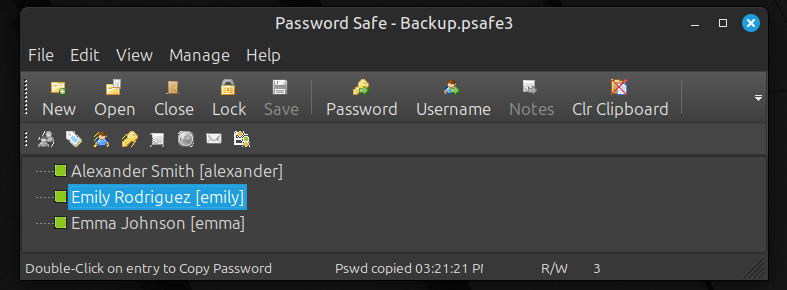 Password Safe - Backup.psafe3
File Edit View Manage Help
New Open Close Lock Save Password Username Notes Clr Clipboard
Alexander Smith [alexander]
Emily Rodriguez [emily]
Emma Johnson [emma]
Double-Click on entry to Copy Password Pswd copied 03:21:21 PM R/W 3